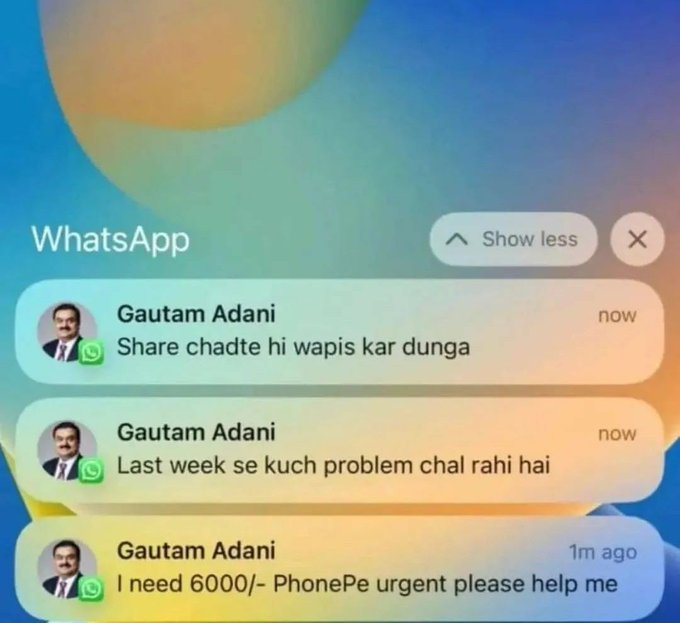 WhatsApp
Show less
Gautam Adani
now
Share chadte hi wapis kar dunga
Gautam Adani
now
Last week se kuch problem chal rahi hai
Gautam Adani
1m ago
I need 6000/- PhonePe urgent please help me